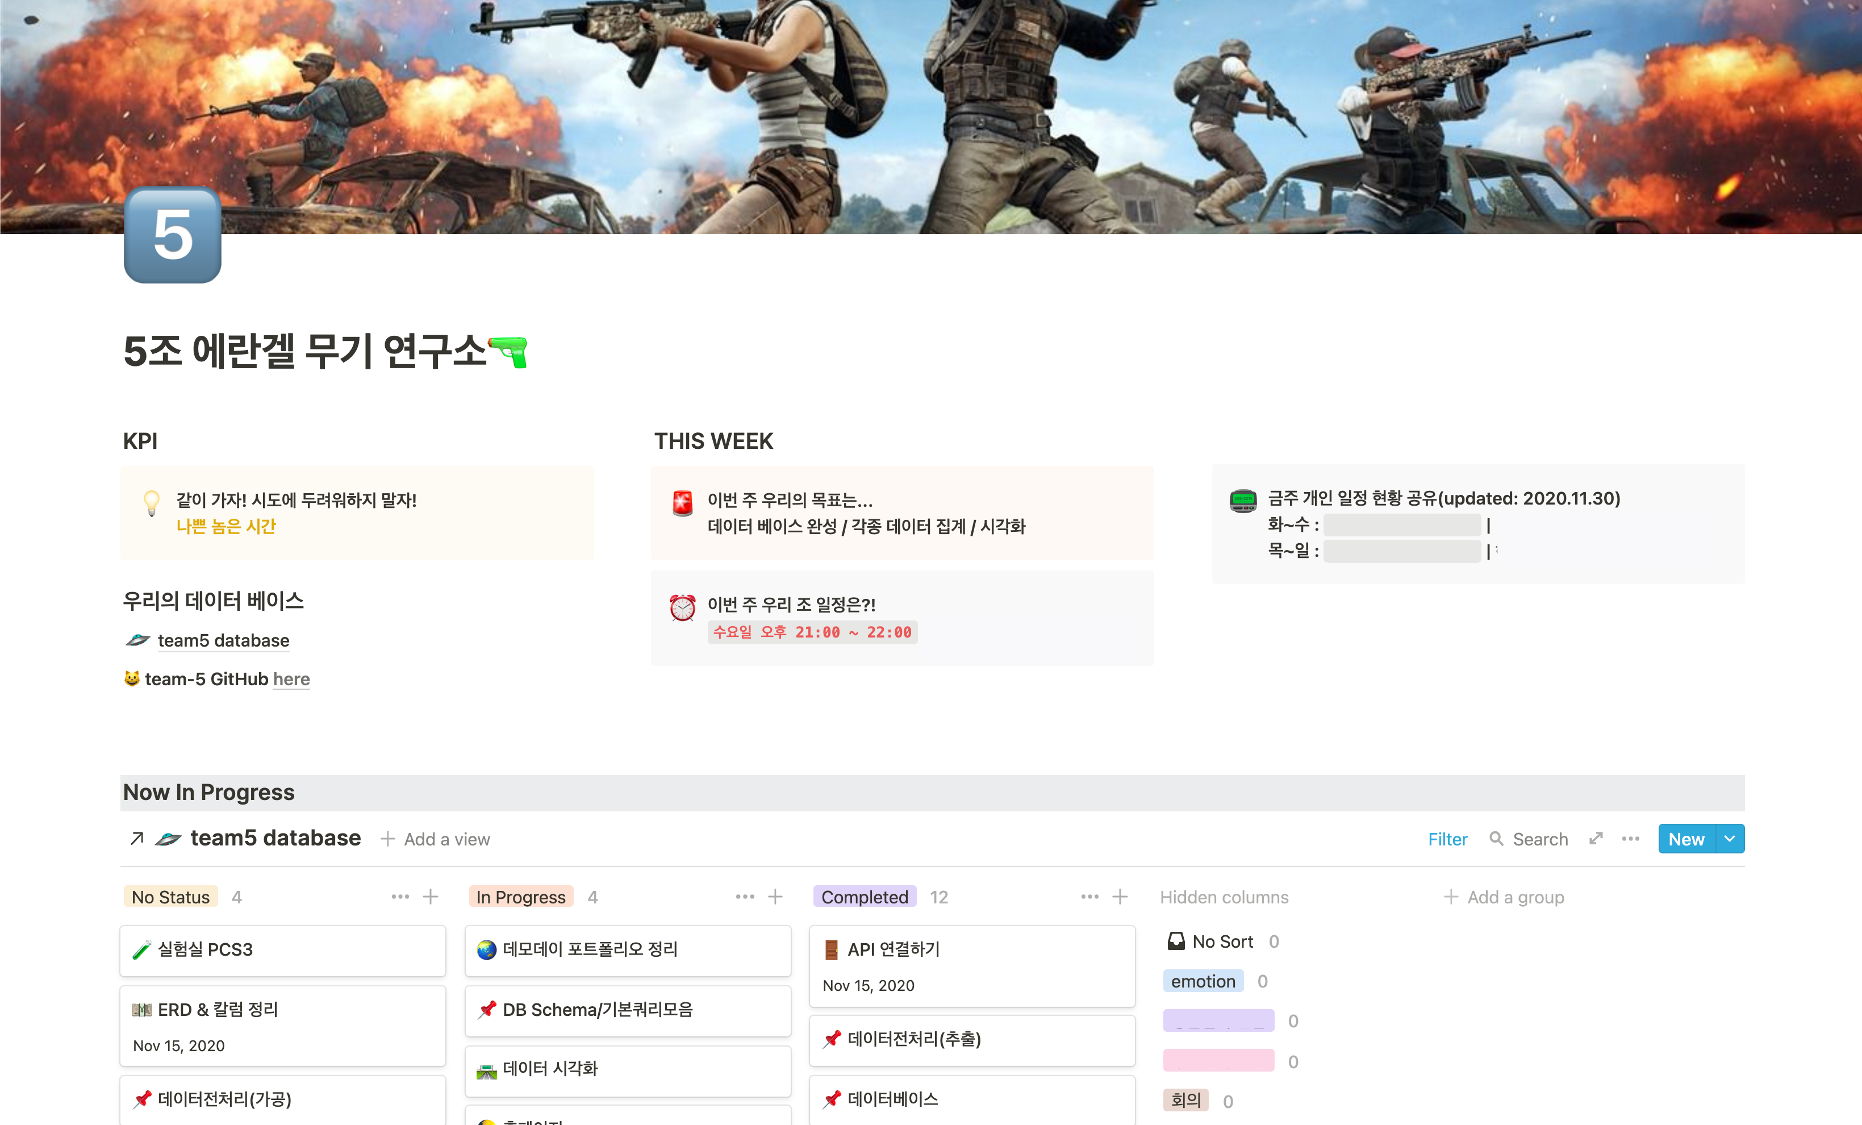 5
5조 에란겔 무기 연구소
KPI
같이 가자! 시도에 두려워하지 말자!
나쁜 놈은 시간
우리의 데이터 베이스
team5 database
team-5 GitHub here
THIS WEEK
이번 주 우리의 목표는...
데이터 베이스 완성 / 각종 데이터 집계 / 시각화
이번 주 우리 조 일정은?!
수요일 오후 21:00 ~ 22:00
금주 개인 일정 현황 공유(updated: 2020.11.30)
화~수 : |
목~일 : |
Now In Progress
team5 database + Add a view
Filter Search ••• New
No Status 4 ••• +
실험실 PCS3
ERD & 칼럼 정리
Nov 15, 2020
데이터전처리(가공)
In Progress 4 ••• +
데모데이 포트폴리오 정리
DB Schema/기본쿼리모음
데이터 시각화
Completed 12 ••• +
API 연결하기
Nov 15, 2020
데이터전처리(추출)
데이터베이스
Hidden columns
No Sort 0
emotion 0
0
0
회의 0
+ Add a group